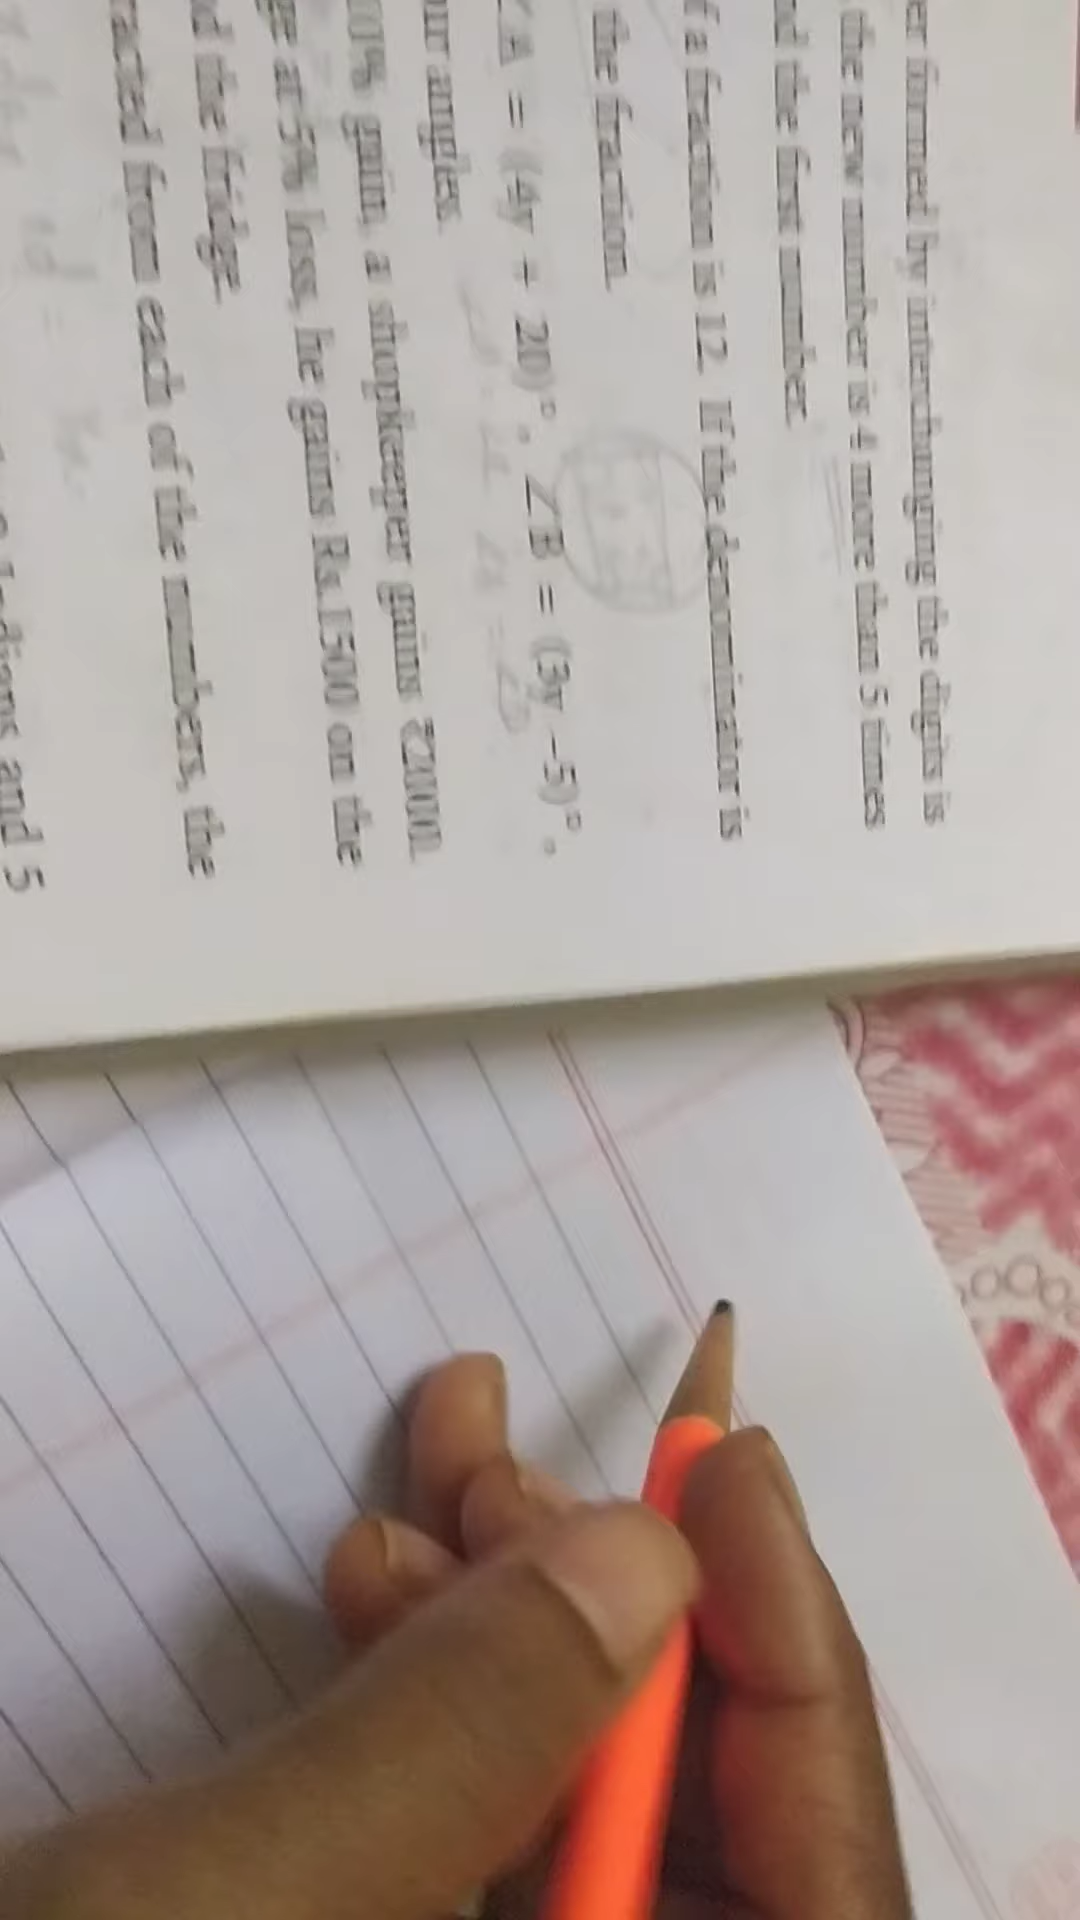 er formed by interchanging the digits is
the new number is 4 more than 5 times
nd the first number.
f a fraction is 12. If the denominator is
the fraction.
∠A = (4y + 20)°, ∠B = (3y – 5)°,
our angles.
10% gain, a shopkeeper gains ₹2000.
ge at 5% loss, he gains Rs.1500 on the
nd the fridge.
racted from each of the numbers, the
and 5